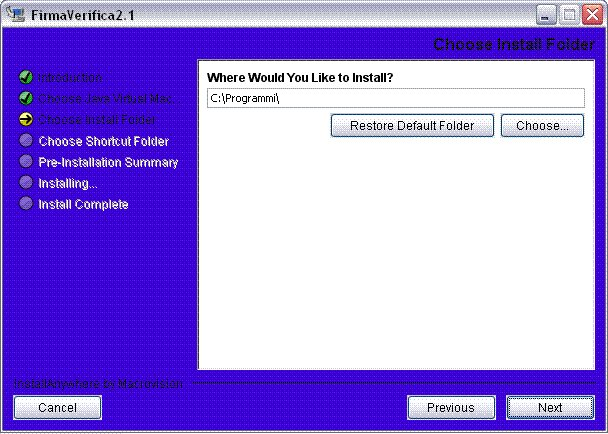 FirmaVerifica2.1
Choose Install Folder
Introduction
Choose Java Virtual Mac...
Choose Install Folder
Choose Shortcut Folder
Pre-Installation Summary
Installing...
Install Complete
Where Would You Like to Install?
C:\Programmi\
Restore Default Folder
Choose...
InstallAnywhere by Macrovision
Cancel
Previous
Next